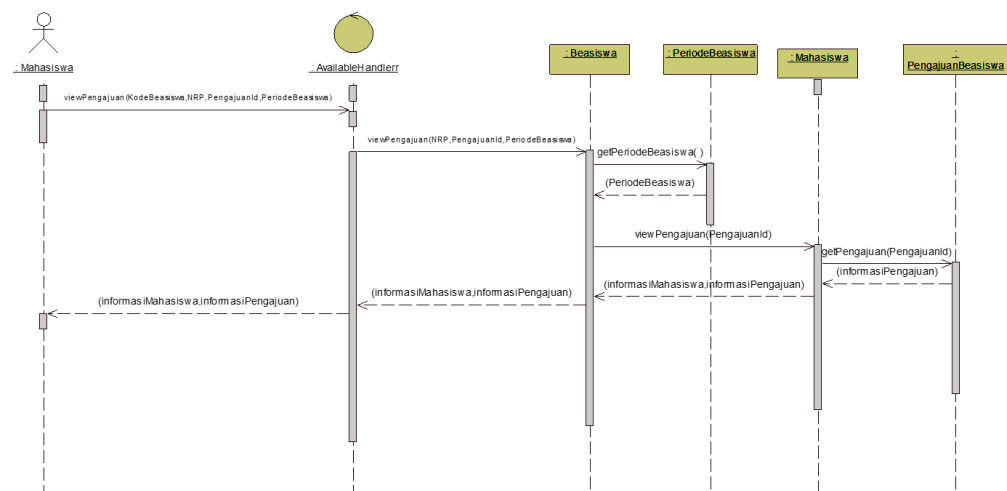 : Mahasiswa
: AvailableHandlerr
: Beasiswa
: PeriodeBeasiswa
: Mahasiswa
:
PengajuanBeasiswa
viewPengajuan(KodeBeasiswa,NRP,PengajuanId,PeriodeBeasiswa)
viewPengajuan(NRP,PengajuanId,PeriodeBeasiswa)
getPeriodeBeasiswa( )
(PeriodeBeasiswa)
viewPengajuan(PengajuanId)
getPengajuan(PengajuanId)
(informasiPengajuan)
(informasiMahasiswa,informasiPengajuan)
(informasiMahasiswa,informasiPengajuan)
(informasiMahasiswa,informasiPengajuan)